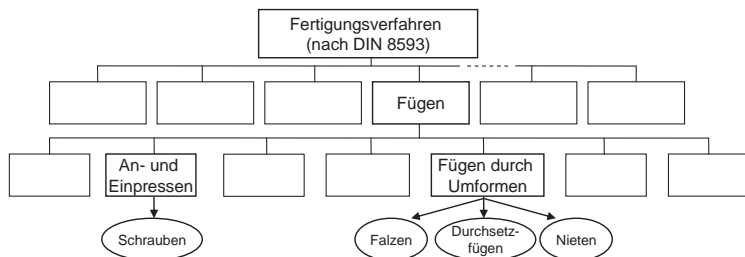 Fertigungsverfahren
(nach DIN 8593)
Fügen
An- und
Einpressen
Fügen durch
Umformen
Schrauben
Falzen
Durchsetz-
fügen
Nieten